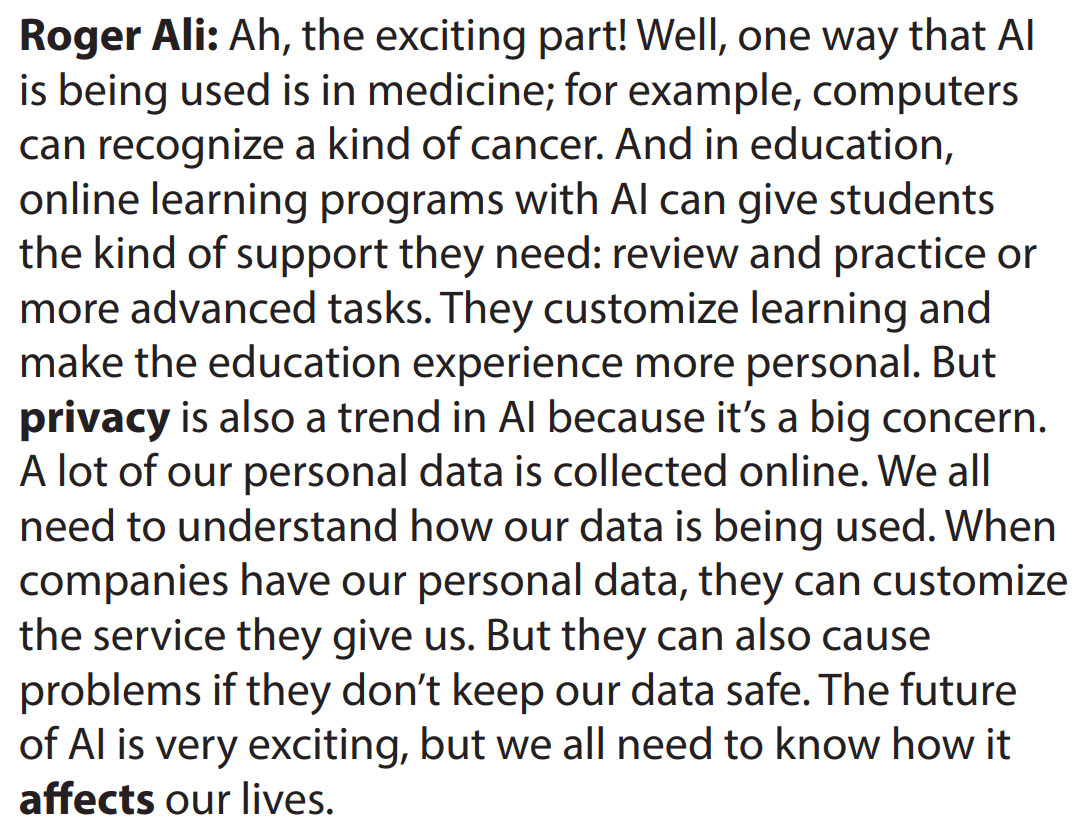 Roger Ali: Ah, the exciting part! Well, one way that AI
is being used is in medicine; for example, computers
can recognize a kind of cancer. And in education,
online learning programs with AI can give students
the kind of support they need: review and practice or
more advanced tasks. They customize learning and
make the education experience more personal. But
privacy is also a trend in AI because it’s a big concern.
A lot of our personal data is collected online. We all
need to understand how our data is being used. When
companies have our personal data, they can customize
the service they give us. But they can also cause
problems if they don’t keep our data safe. The future
of AI is very exciting, but we all need to know how it
affects our lives.